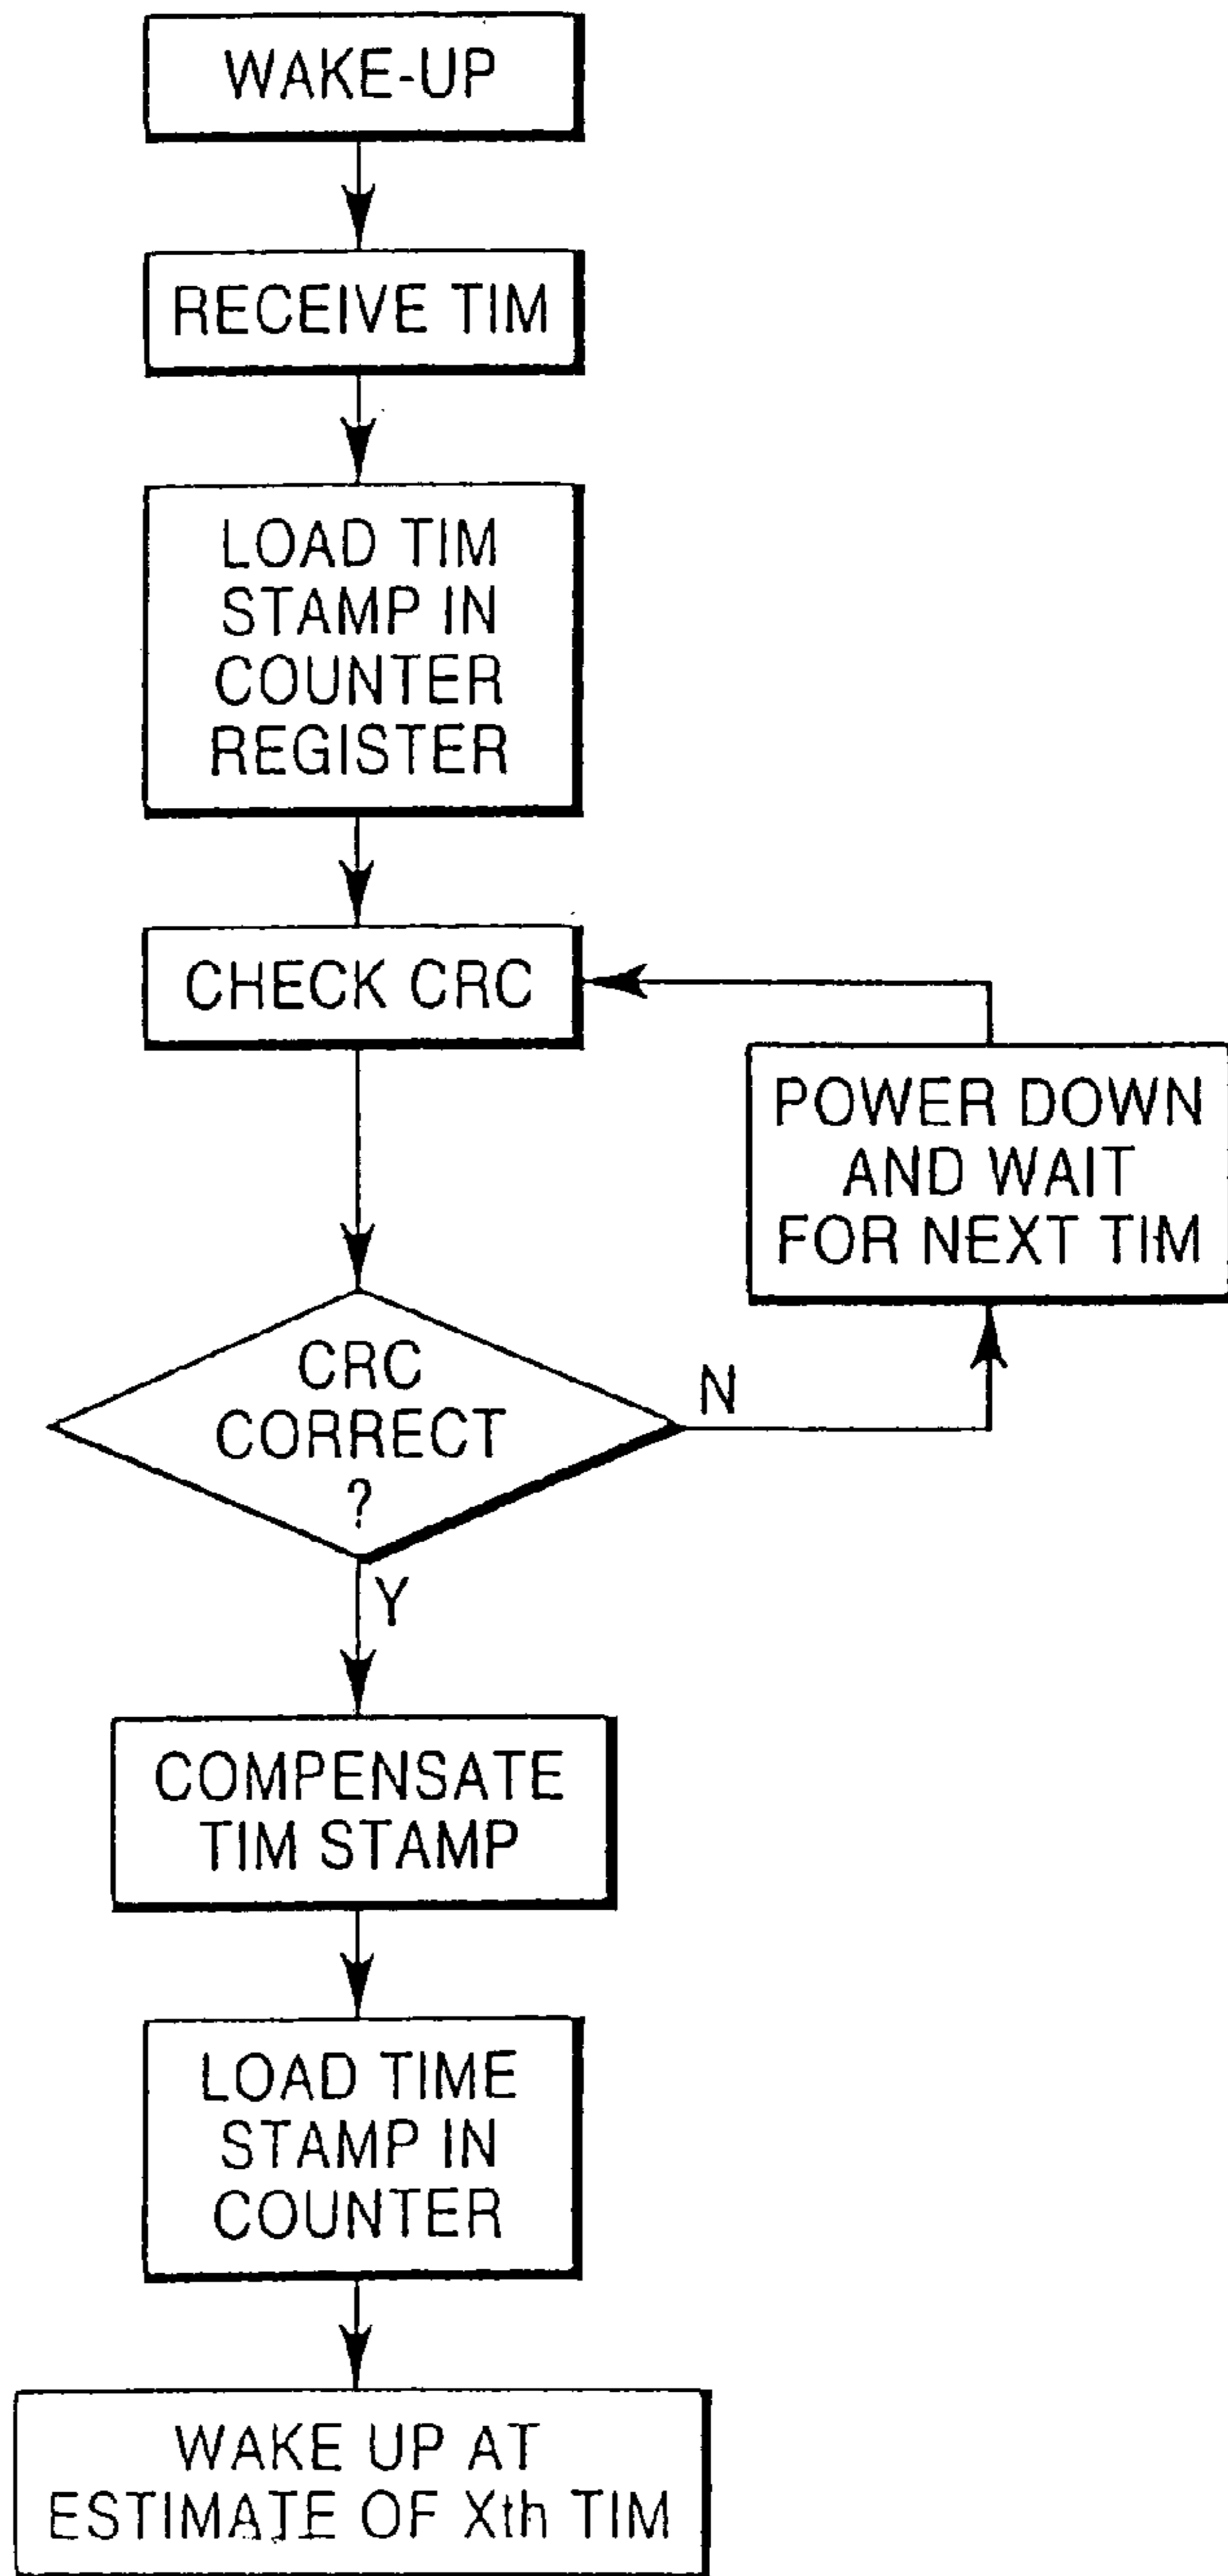 WAKE-UP
RECEIVE TIM
LOAD TIM
STAMP IN
COUNTER
REGISTER
CHECK CRC
POWER DOWN
AND WAIT
FOR NEXT TIM
CRC
CORRECT
?
N
Y
COMPENSATE
TIM STAMP
LOAD TIME
STAMP IN
COUNTER
WAKE UP AT
ESTIMATE OF Xth TIM